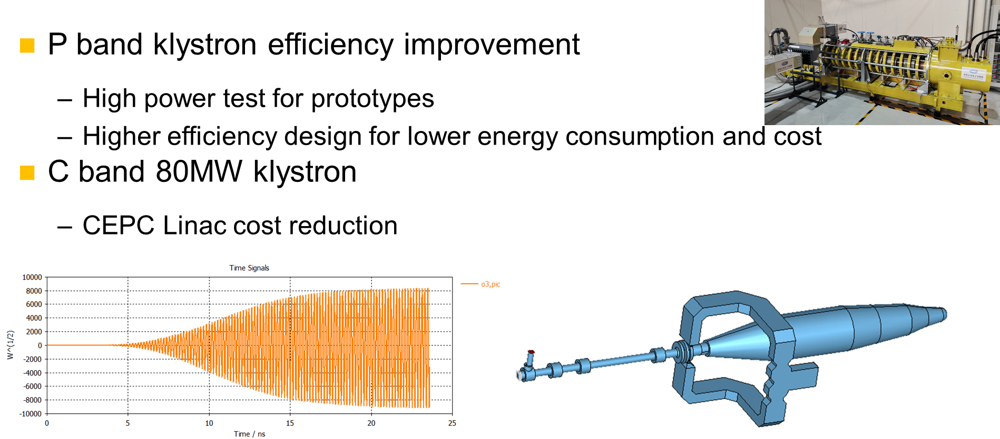 P band klystron efficiency improvement
– High power test for prototypes
– Higher efficiency design for lower energy consumption and cost
C band 80MW klystron
– CEPC Linac cost reduction
Time Signals
10000
8000
6000
4000
2000
0
-2000
-4000
-6000
-8000
-10000
W^(1/2)
0 5 10 15 20 25
Time / ns
o3,pic